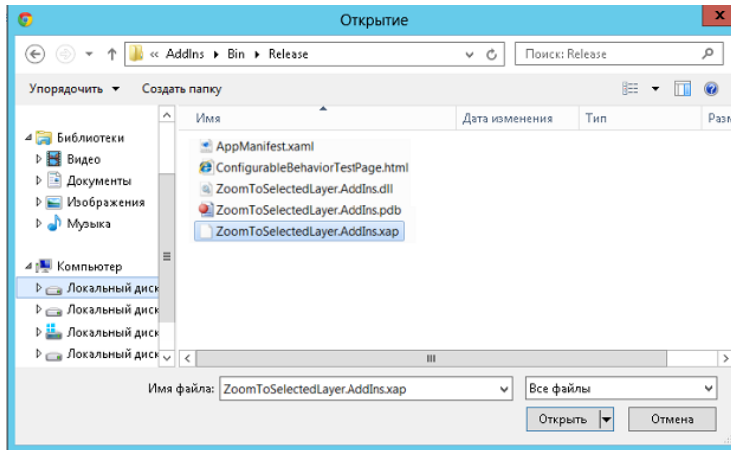 Открытие
x
« AddIns ▸ Bin ▸ Release
Поиск: Release
Упорядочить ▾ Создать папку
Имя Дата изменения Тип Разм
Библиотеки
Видео
Документы
Изображения
Музыка
Компьютер
Локальный диск
Локальный диск
Локальный диск
Локальный диск
AppManifest.xaml
ConfigurableBehaviorTestPage.html
ZoomToSelectedLayer.AddIns.dll
ZoomToSelectedLayer.AddIns.pdb
ZoomToSelectedLayer.AddIns.xap
Имя файла: ZoomToSelectedLayer.AddIns.xap Все файлы
Открыть Отмена